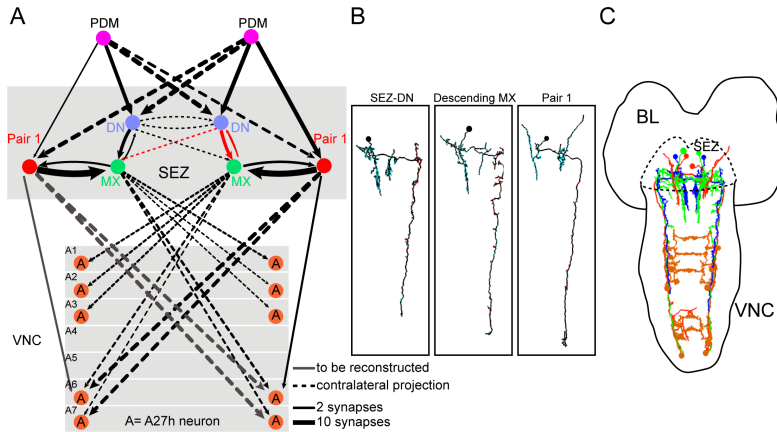 A
PDM
PDM
B
C
SEZ-DN
Descending MX
Pair 1
BL
SEZ
DN
DN
Pair 1
Pair 1
SEZ
MX
MX
A1
A
A
A2
A
A
A3
A
A
VNC
A4
VNC
A5
to be reconstructed
A6
contralateral projection
A
A
A7
2 synapses
A
A= A27h neuron
A
10 synapses